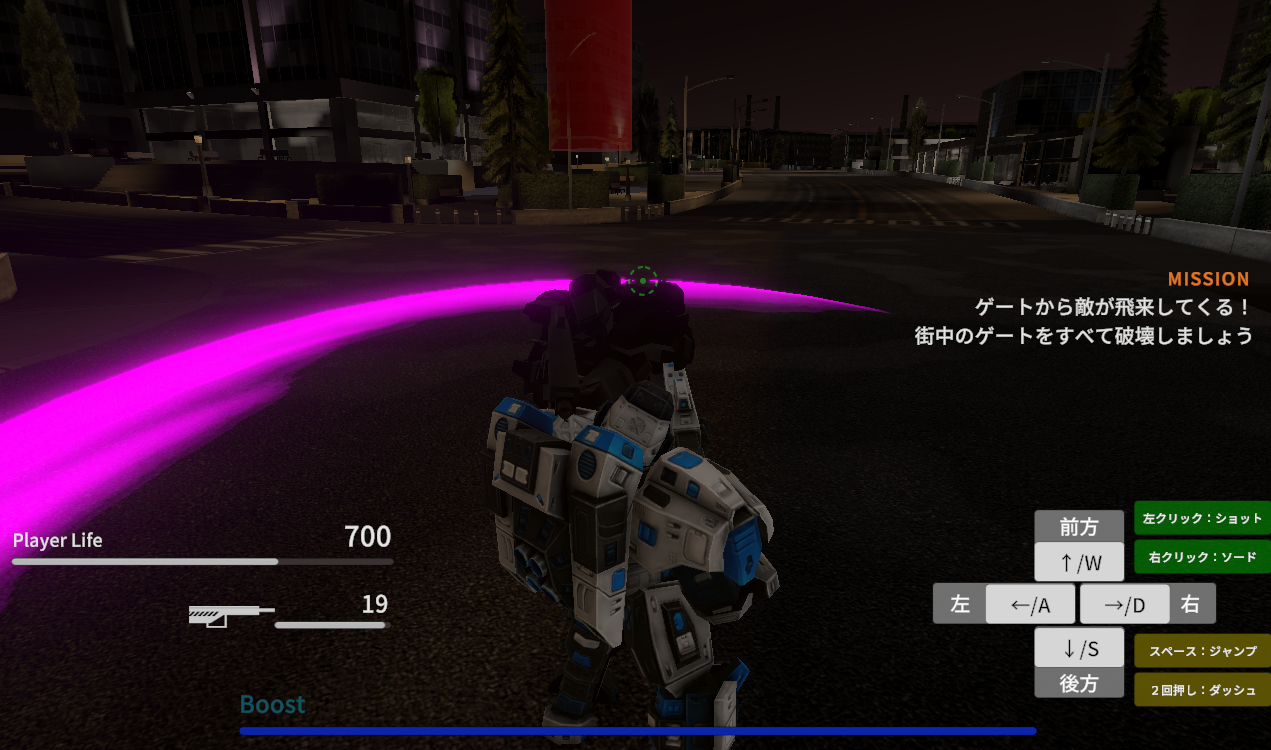 MISSION
ゲートから敵が飛来してくる！
街中のゲートをすべて破壊しましょう
Player Life
700
19
Boost
前方
↑/W
左
←/A
→/D
右
↓/S
後方
左クリック：ショット
右クリック：ソード
スペース：ジャンプ
２回押し：ダッシュ